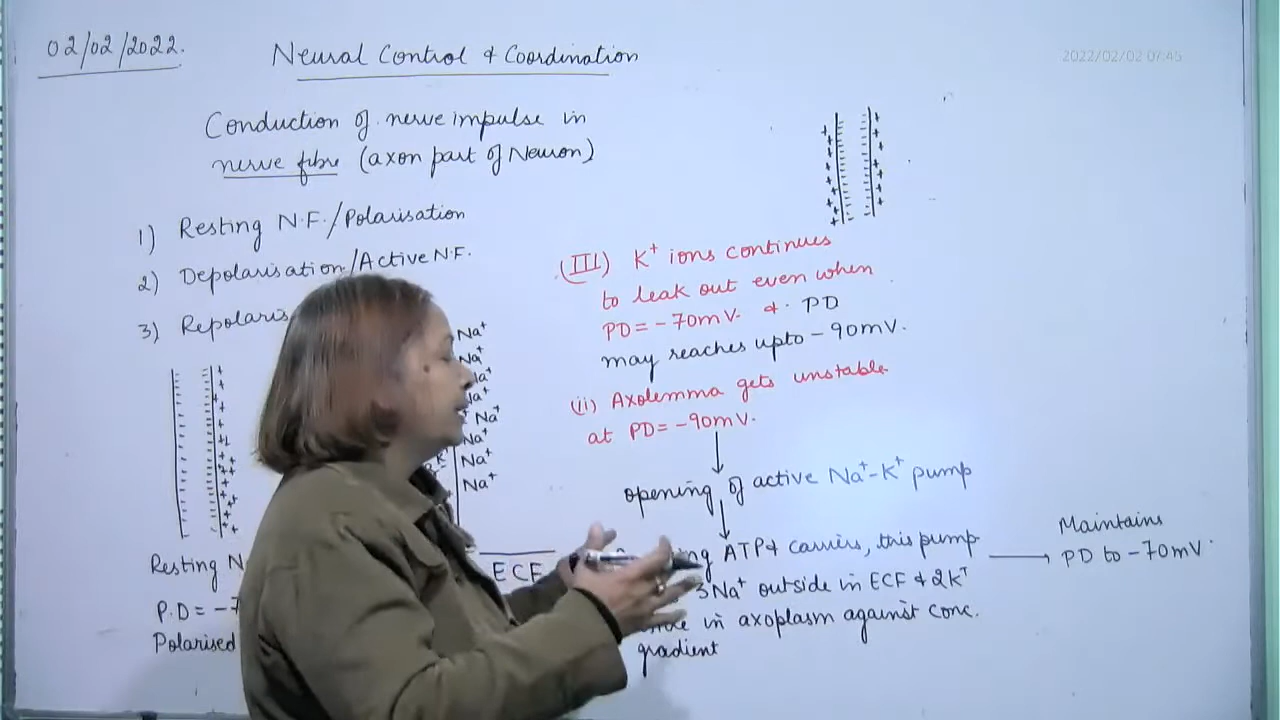 02/02/2022.
Neural Control & Coordination
2022/02/02 07:45
Conduction of nerve impulse in
nerve fibre (axon part of Neuron)
1) Resting N.F./Polarisation
2) Depolarisation/Active N.F.
3) Repolaris
Na+
Na+
Na+
Na+
Na+
Na+
Na+
Na+
K+
ECF
Resting N
P.D = -7
Polarised
(III) K+ ions continues
to leak out even when
PD = -70mV. & PD
may reaches upto -90mV.
(ii) Axolemma gets unstable
at PD = -90mV.
opening of active Na+-K+ pump
ATP & carriers, this pump
3Na+ outside in ECF & 2K+
in axoplasm against conc.
gradient
Maintains
PD to -70mV.